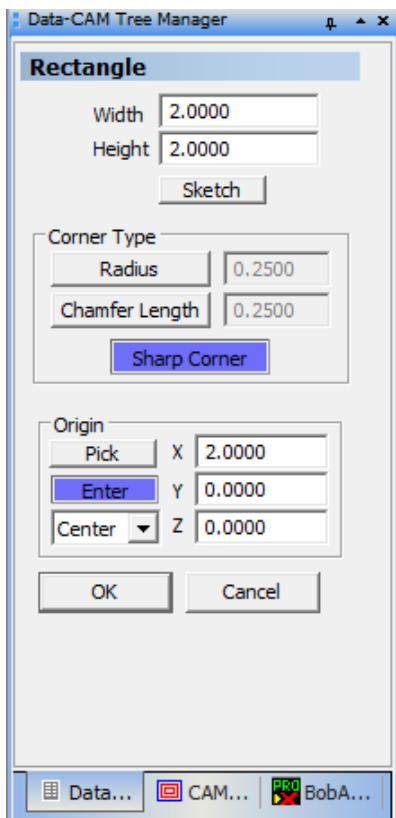 Data-CAM Tree Manager
Rectangle
Width 2.0000
Height 2.0000
Sketch
Corner Type
Radius 0.2500
Chamfer Length 0.2500
Sharp Corner
Origin
Pick X 2.0000
Enter Y 0.0000
Center Z 0.0000
OK Cancel
Data... CAM... PRO BobA...